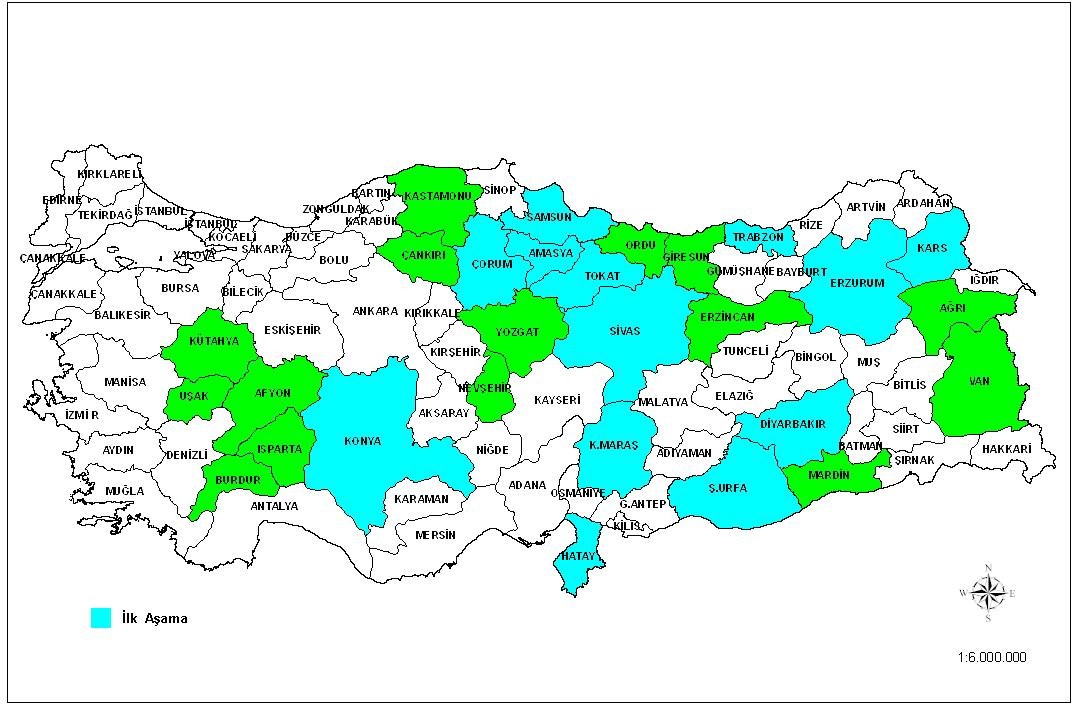 KIRKLARELİ
EDİRNE
TEKİRDAĞ
İSTANBUL
İSTANBUL
KOCAELİ
YALOVA
SAKARYA
DÜZCE
ZONGULDAK
BARTIN
KARABÜK
KASTAMONU
SİNOP
SAMSUN
ÇANKIRI
ÇORUM
AMASYA
TOKAT
ORDU
GİRESUN
TRABZON
RİZE
ARTVİN
ARDAHAN
KARS
GÜMÜŞHANE
BAYBURT
ERZURUM
IĞDIR
AĞRI
ÇANAKKALE
ÇANAKKALE
BALIKESİR
BURSA
BİLECİK
BOLU
ESKİŞEHİR
ANKARA
KIRIKKALE
KIRŞEHİR
YOZGAT
SİVAS
ERZİNCAN
TUNCELİ
BİNGOL
MUŞ
BİTLİS
VAN
KÜTAHYA
MANİSA
UŞAK
AFYON
İZMİR
AYDIN
DENİZLİ
ISPARTA
BURDUR
MUĞLA
ANTALYA
KONYA
AKSARAY
NEVŞEHİR
KAYSERİ
NİĞDE
KARAMAN
MERSİN
ADANA
OSMANİYE
K.MARAŞ
MALATYA
ELAZIĞ
ADIYAMAN
DİYARBAKIR
BATMAN
SİİRT
ŞIRNAK
HAKKARİ
MARDİN
Ş.URFA
G.ANTEP
KİLİS
HATAY
İlk Aşama
N
W E
S
1:6.000.000